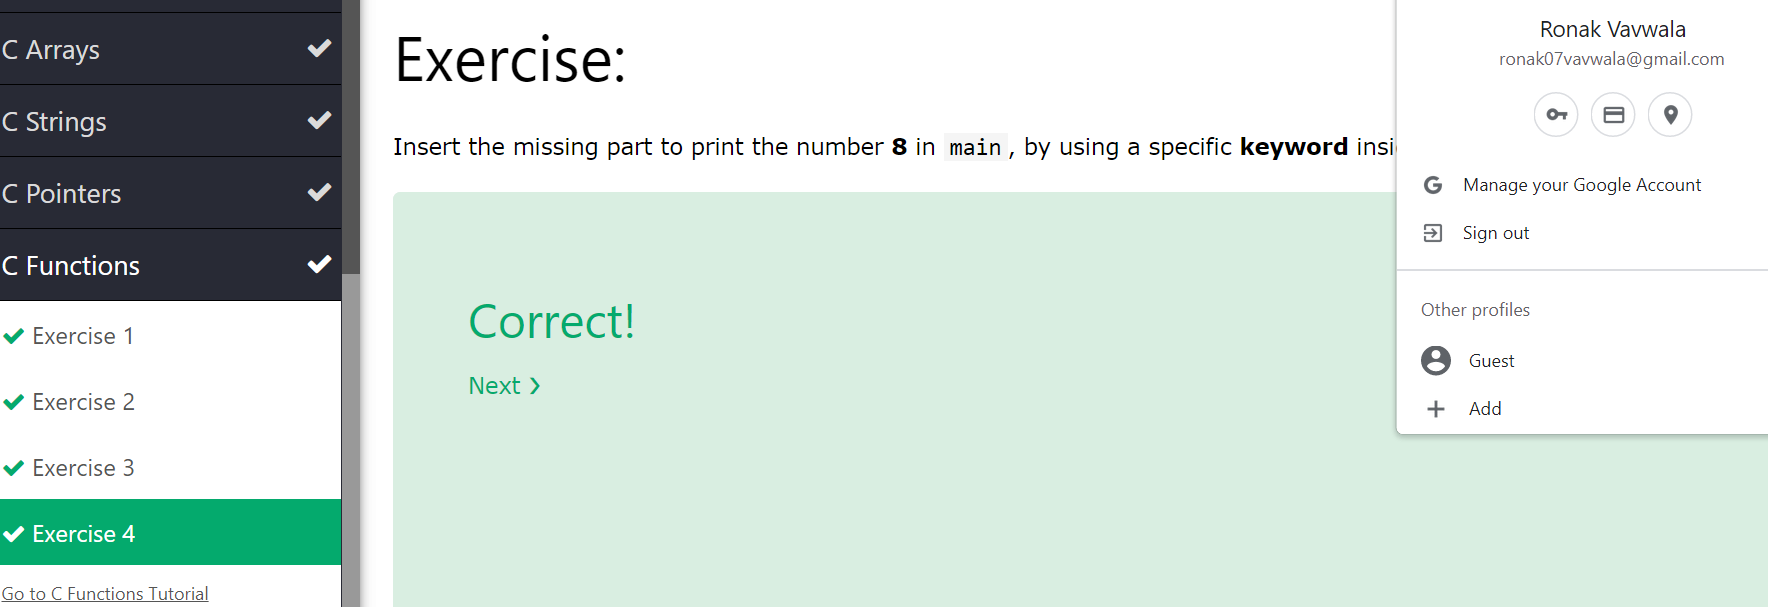 C Arrays
C Strings
C Pointers
C Functions
Exercise 1
Exercise 2
Exercise 3
Exercise 4
Go to C Functions Tutorial
Exercise:
Insert the missing part to print the number 8 in main, by using a specific keyword
Correct!
Next ❯
Ronak Vavwala
ronak07vavwala@gmail.com
Manage your Google Account
Sign out
Other profiles
Guest
Add